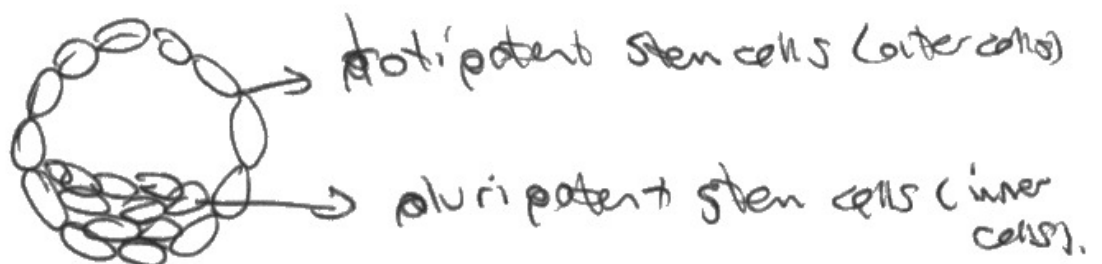 totipotent stem cells (outer cells)
pluripotent stem cells (inner
cells).